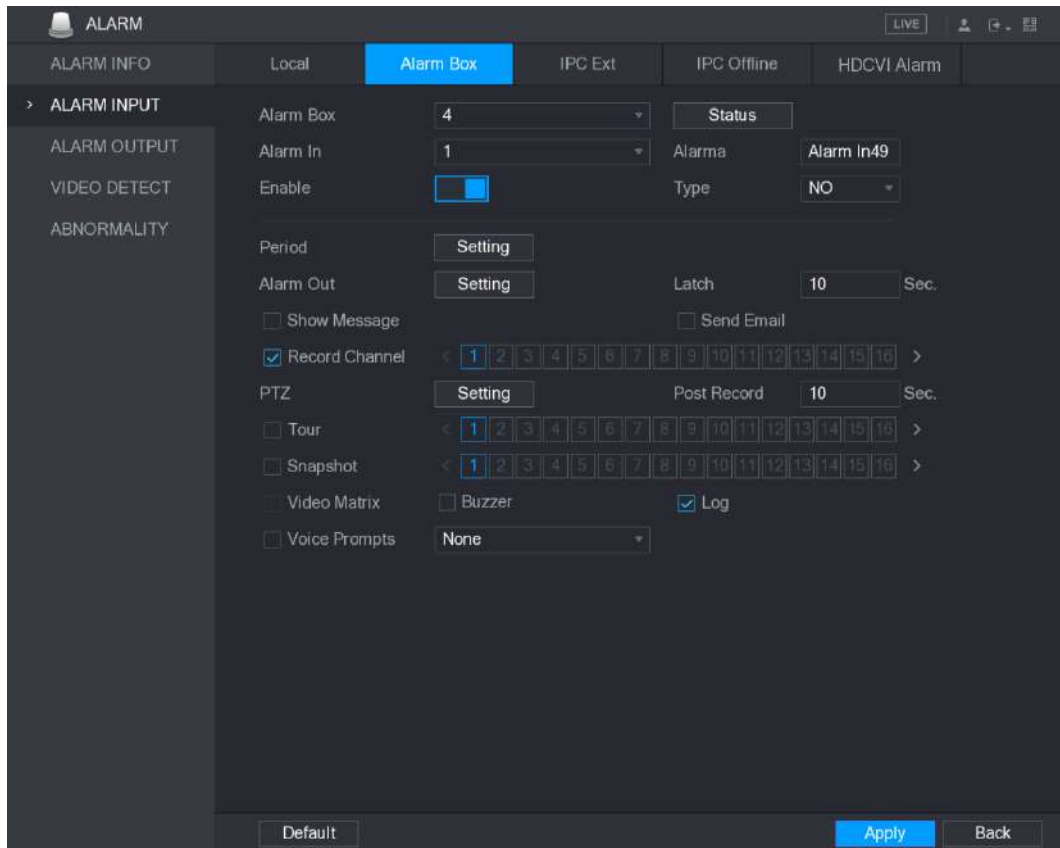 ALARM LIVE
ALARM INFO Local Alarm Box IPC Ext IPC Offline HDCVI Alarm
> ALARM INPUT
ALARM OUTPUT
VIDEO DETECT
ABNORMALITY
Alarm Box 4 Status
Alarm In 1 Alarma Alarm In49
Enable Type NO
Period Setting
Alarm Out Setting Latch 10 Sec.
Show Message Send Email
Record Channel < 1 2 3 4 5 6 7 8 9 10 11 12 13 14 15 16 >
PTZ Setting Post Record 10 Sec.
Tour < 1 2 3 4 5 6 7 8 9 10 11 12 13 14 15 16 >
Snapshot < 1 2 3 4 5 6 7 8 9 10 11 12 13 14 15 16 >
Video Matrix Buzzer Log
Voice Prompts None
Default Apply Back